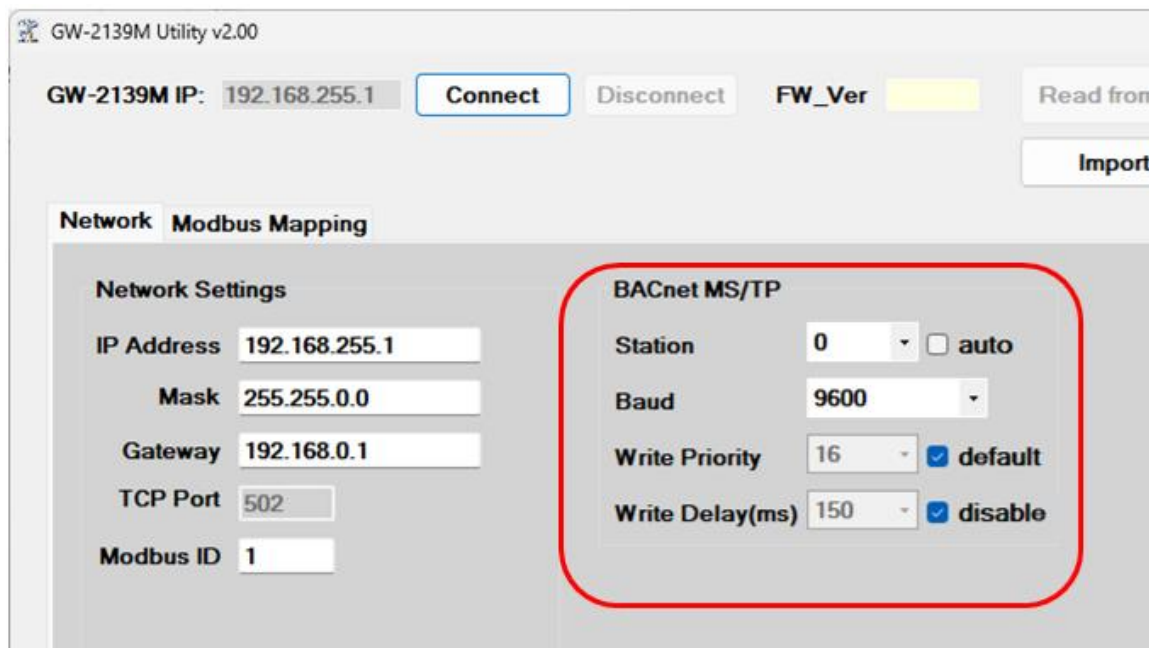 GW-2139M Utility v2.00
GW-2139M IP: 192.168.255.1 Connect Disconnect FW_Ver Read from
Import
Network Modbus Mapping
Network Settings
IP Address 192.168.255.1
Mask 255.255.0.0
Gateway 192.168.0.1
TCP Port 502
Modbus ID 1
BACnet MS/TP
Station 0 auto
Baud 9600
Write Priority 16 default
Write Delay(ms) 150 disable